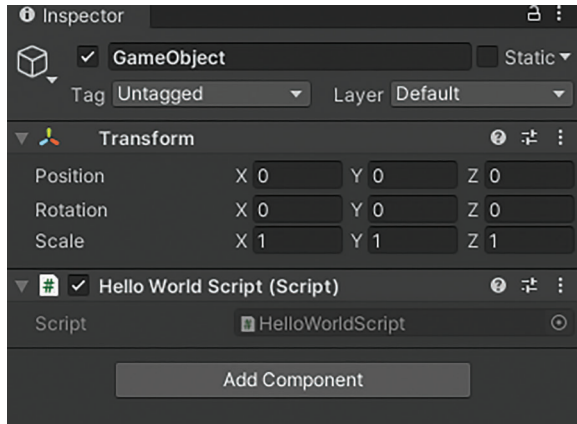 Inspector
GameObject Static
Tag Untagged Layer Default
Transform
Position X 0 Y 0 Z 0
Rotation X 0 Y 0 Z 0
Scale X 1 Y 1 Z 1
# Hello World Script (Script)
Script # HelloWorldScript
Add Component